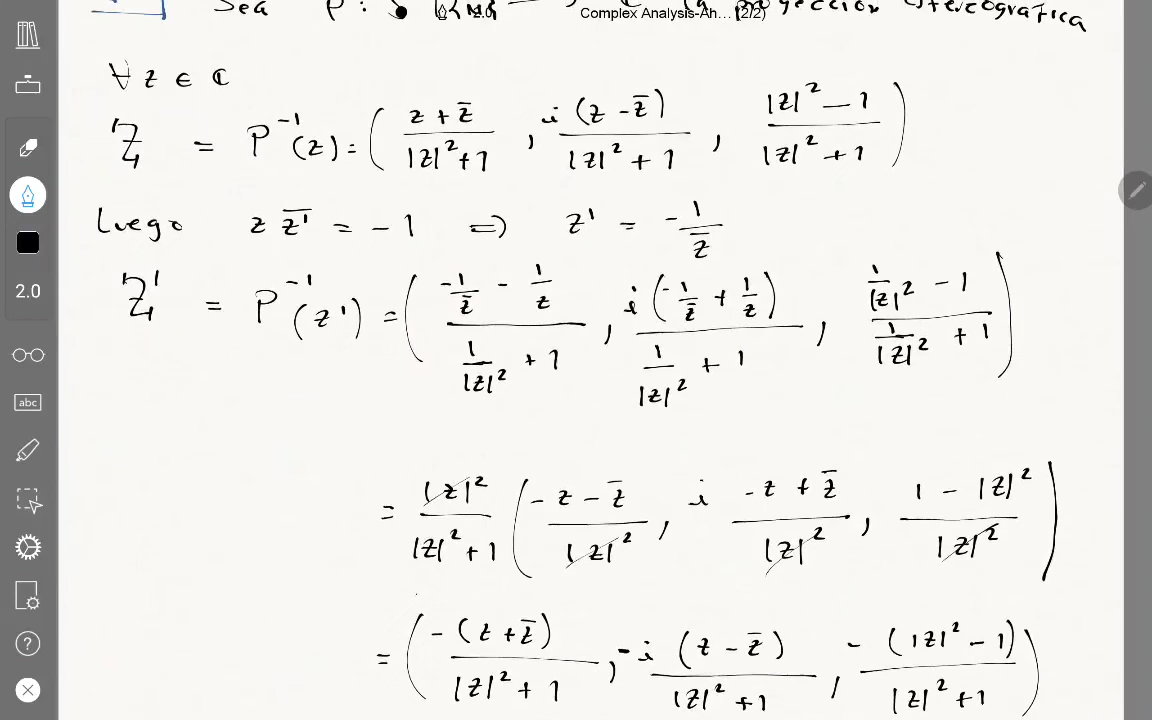 Sea P : la proyección estereográfica
2.0
Complex Analysis-Ah... (2/2)
∀ z ∈ ℂ
Z = P⁻¹(z) = ( (z + z̄)/(|z|² + 1) , i(z - z̄)/(|z|² + 1) , (|z|² - 1)/(|z|² + 1) )
Luego z z̄' = -1 ⟹ z' = -1/z̄
Z' = P⁻¹(z') = ( (-1/z̄ - 1/z)/(1/|z|² + 1) , i(-1/z̄ + 1/z)/(1/|z|² + 1) , (1/|z|² - 1)/(1/|z|² + 1) )
2.0
abc
= |z|²/(|z|² + 1) ( (-z - z̄)/|z|² , i (-z + z̄)/|z|² , (1 - |z|²)/|z|² )
= ( -(z + z̄)/(|z|² + 1) , -i(z - z̄)/(|z|² + 1) , -(|z|² - 1)/(|z|² + 1) )